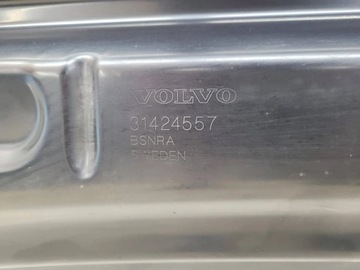 VOLVO
31424557
BSNRA
SWEDEN